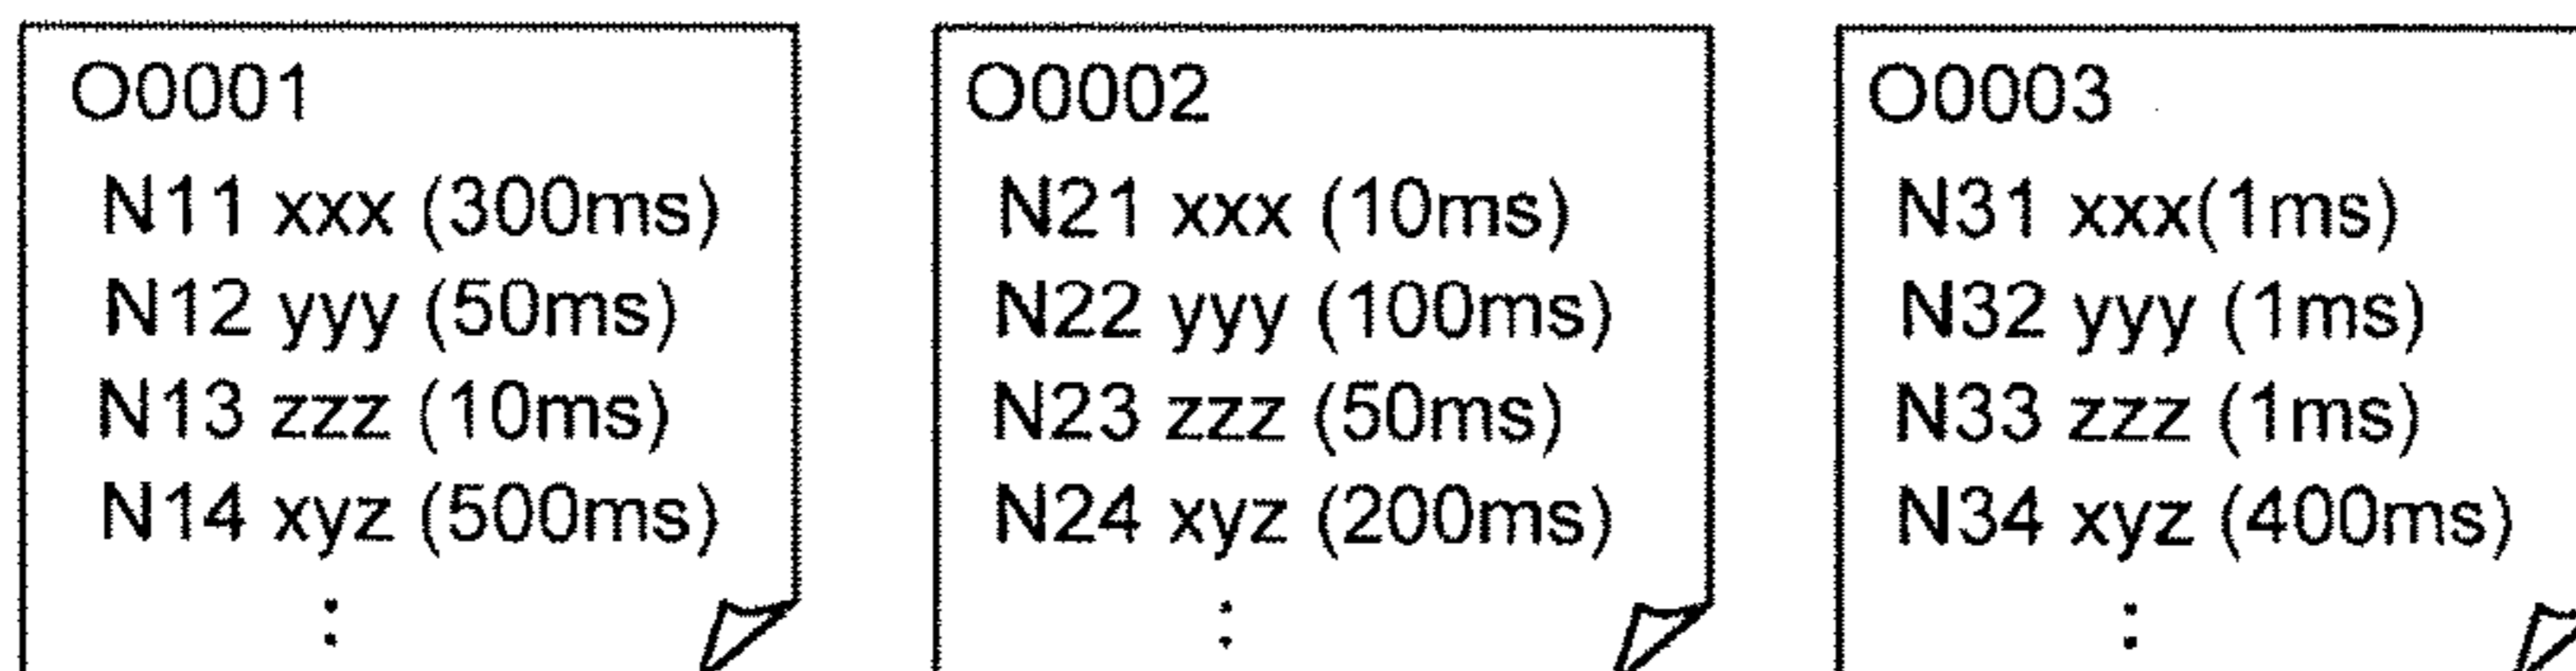 O0001
N11 xxx (300ms)
N12 yyy (50ms)
N13 zzz (10ms)
N14 xyz (500ms)
:
O0002
N21 xxx (10ms)
N22 yyy (100ms)
N23 zzz (50ms)
N24 xyz (200ms)
:
O0003
N31 xxx(1ms)
N32 yyy (1ms)
N33 zzz (1ms)
N34 xyz (400ms)
: